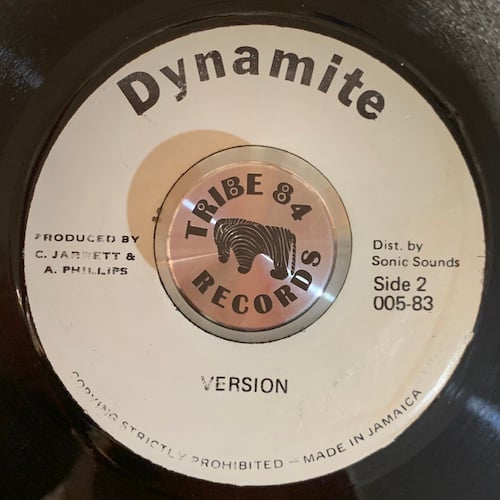 Dynamite
TRIBE 84
RECORDS
PRODUCED BY
C. JARRETT &
A. PHILLIPS
Dist. by
Sonic Sounds
Side 2
005-83
VERSION
COPYING STRICTLY PROHIBITED – MADE IN JAMAICA